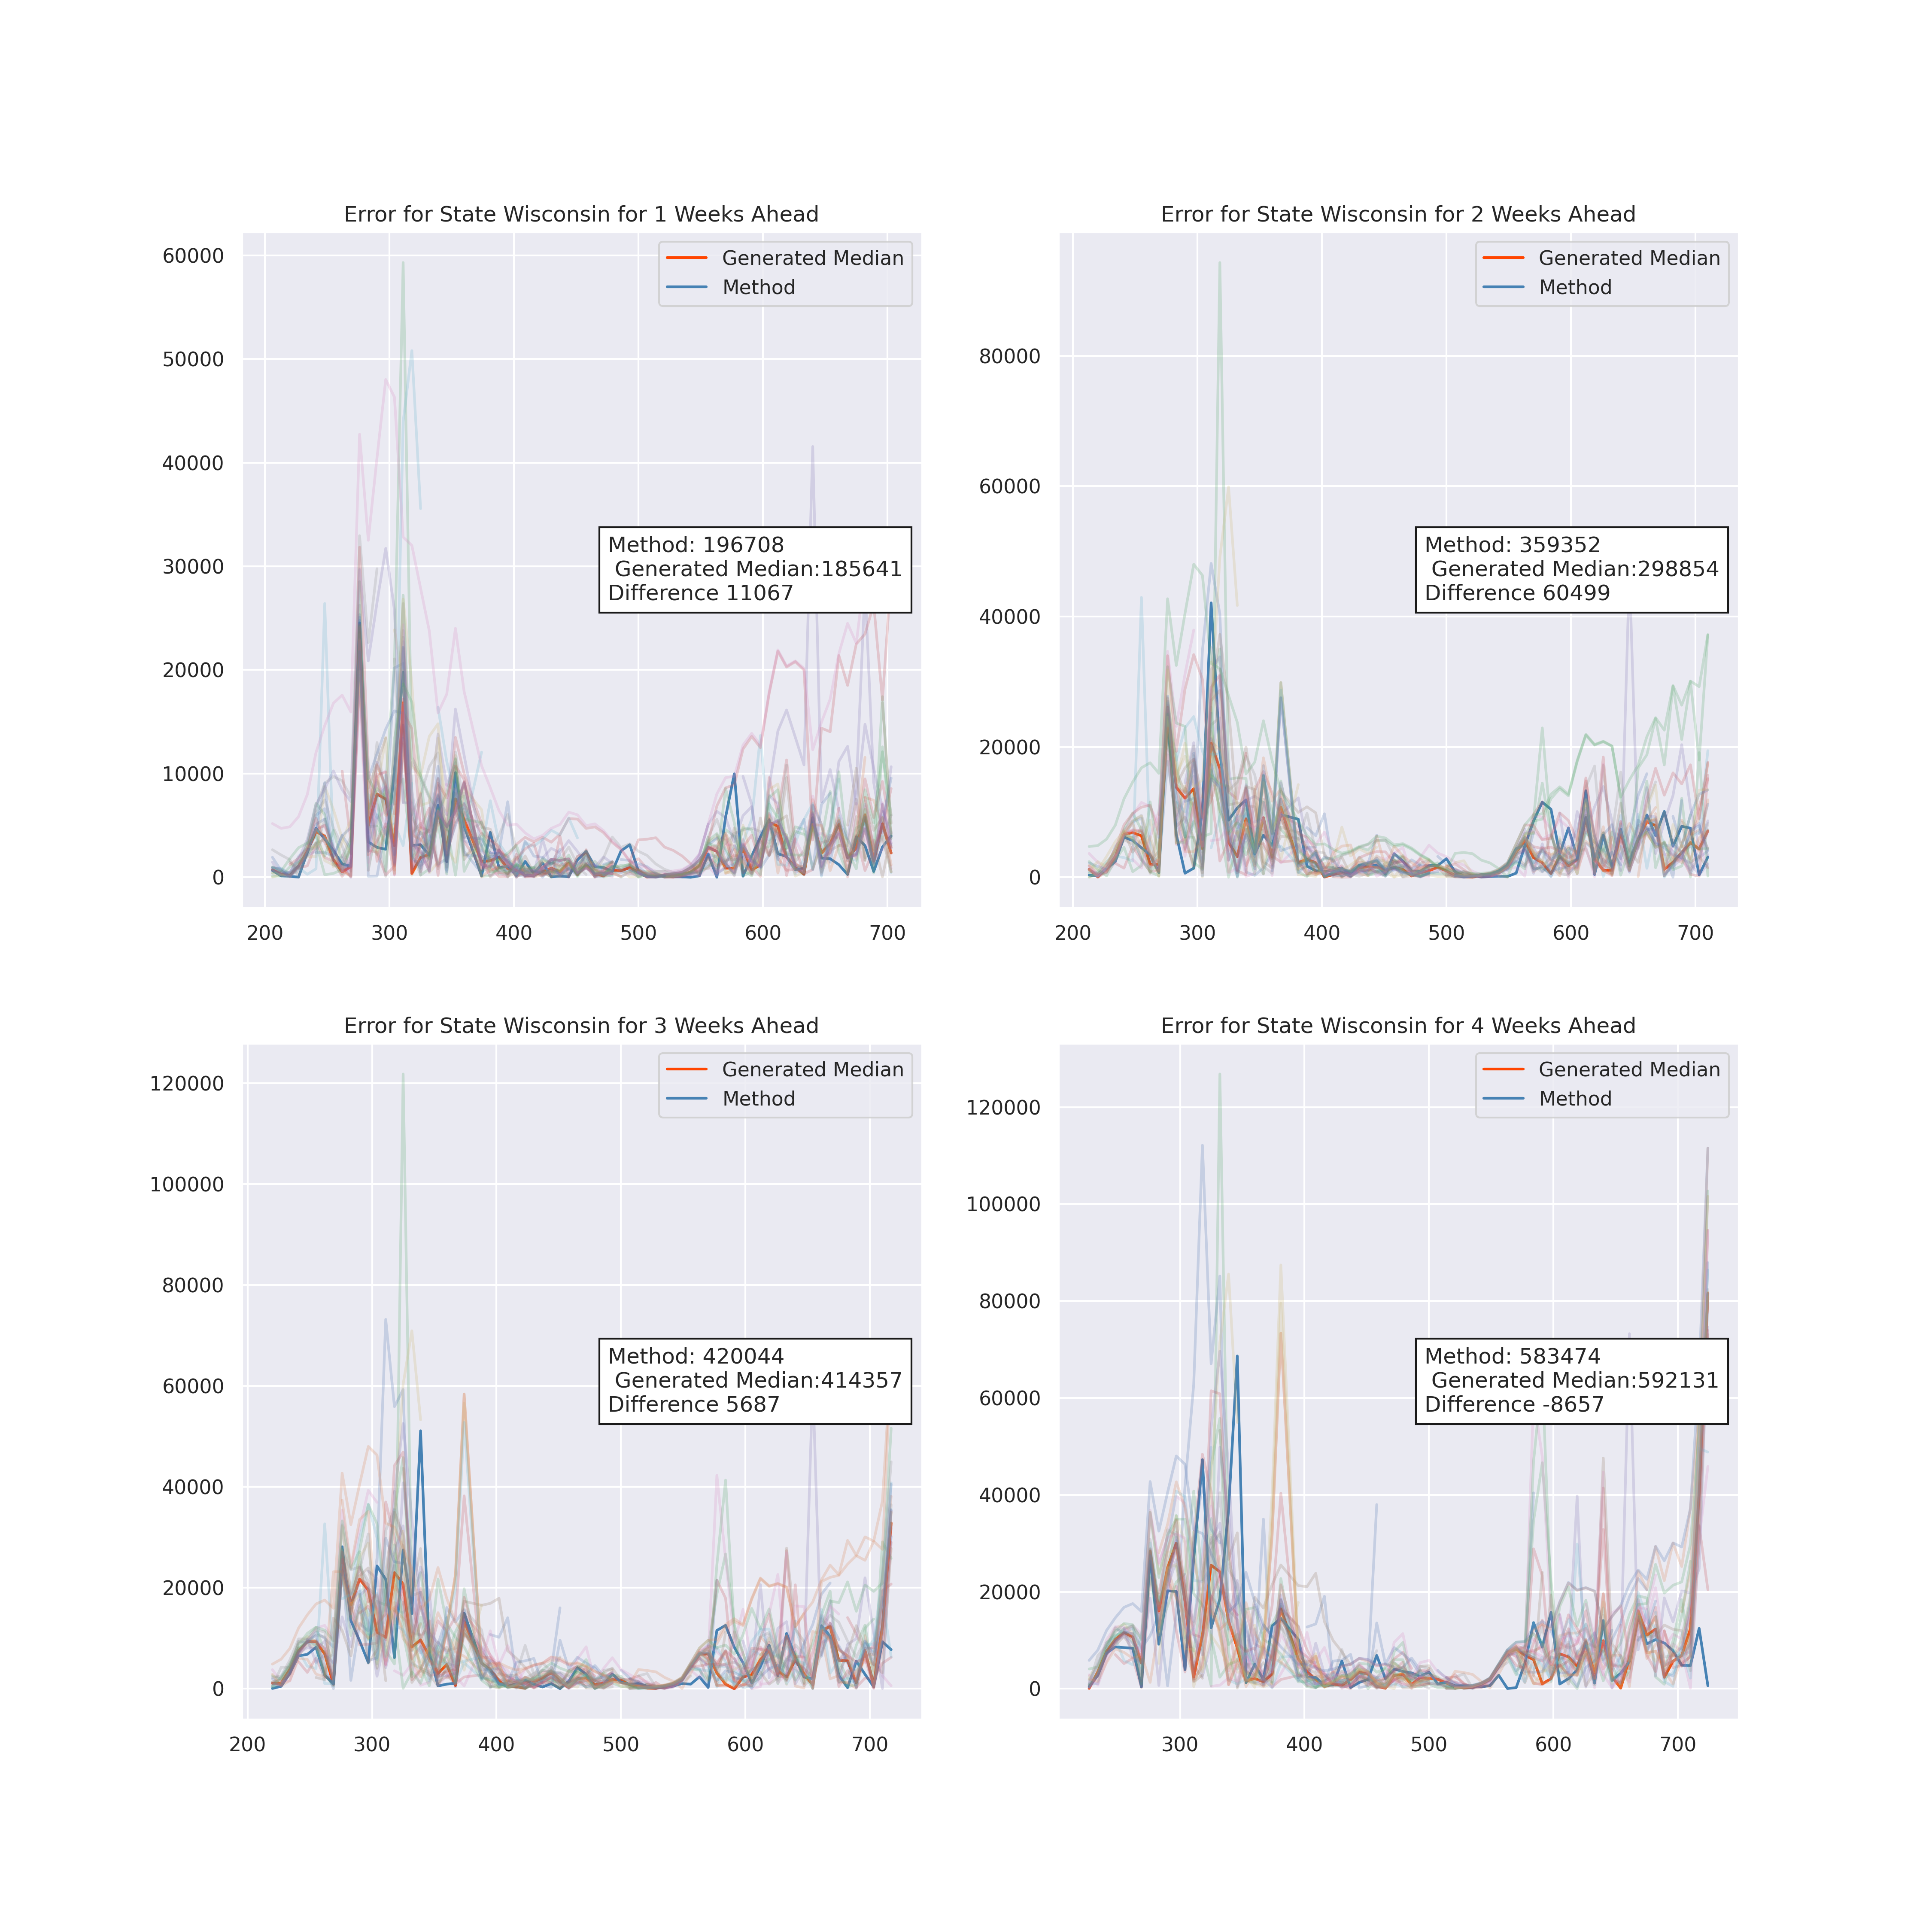 Error for State Wisconsin for 1 Weeks Ahead
60000
50000
40000
30000
20000
10000
0
200 300 400 500 600 700
Generated Median
Method
Method: 196708
Generated Median:185641
Difference 11067
Error for State Wisconsin for 2 Weeks Ahead
80000
60000
40000
20000
0
200 300 400 500 600 700
Generated Median
Method
Method: 359352
Generated Median:298854
Difference 60499
Error for State Wisconsin for 3 Weeks Ahead
120000
100000
80000
60000
40000
20000
0
200 300 400 500 600 700
Generated Median
Method
Method: 420044
Generated Median:414357
Difference 5687
Error for State Wisconsin for 4 Weeks Ahead
120000
100000
80000
60000
40000
20000
0
300 400 500 600 700
Generated Median
Method
Method: 583474
Generated Median:592131
Difference -8657